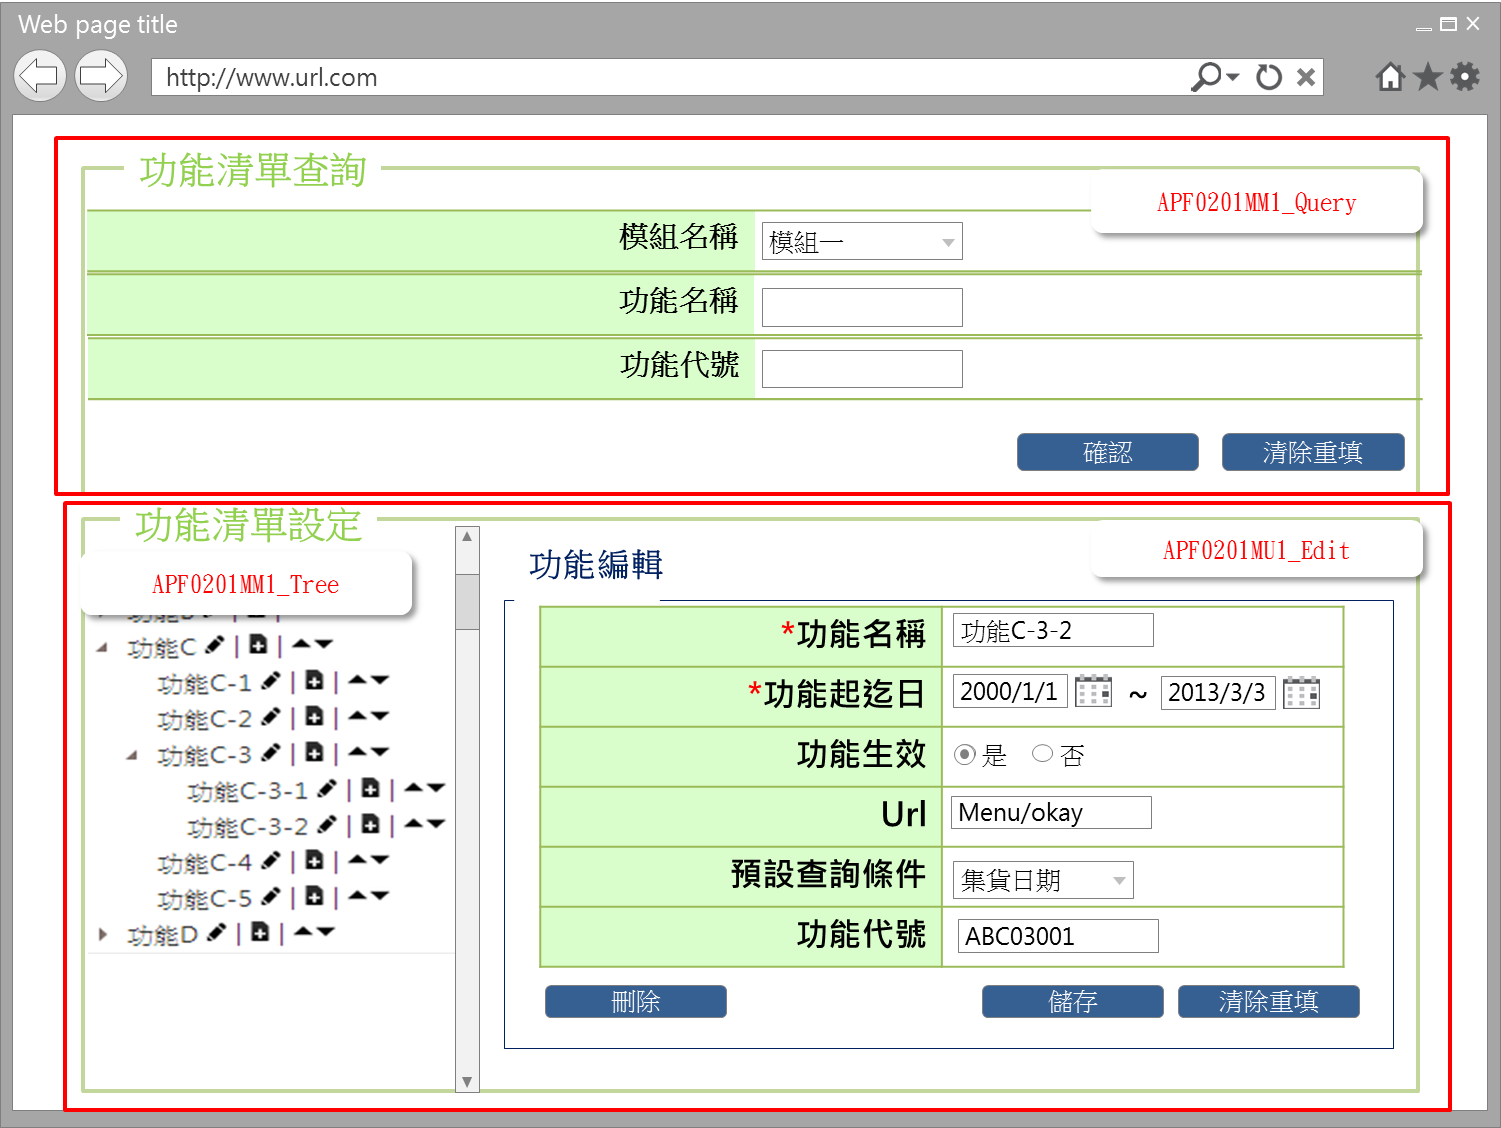 Web page title
http://www.url.com
功能清單查詢
APF0201MM1_Query
模組名稱 模組一
功能名稱
功能代號
確認 清除重填
功能清單設定
APF0201MM1_Tree
APF0201MU1_Edit
功能C
功能C-1
功能C-2
功能C-3
功能C-3-1
功能C-3-2
功能C-4
功能C-5
功能D
功能編輯
*功能名稱 功能C-3-2
*功能起迄日 2000/1/1 ~ 2013/3/3
功能生效 是 否
Url Menu/okay
預設查詢條件 集貨日期
功能代號 ABC03001
刪除 儲存 清除重填